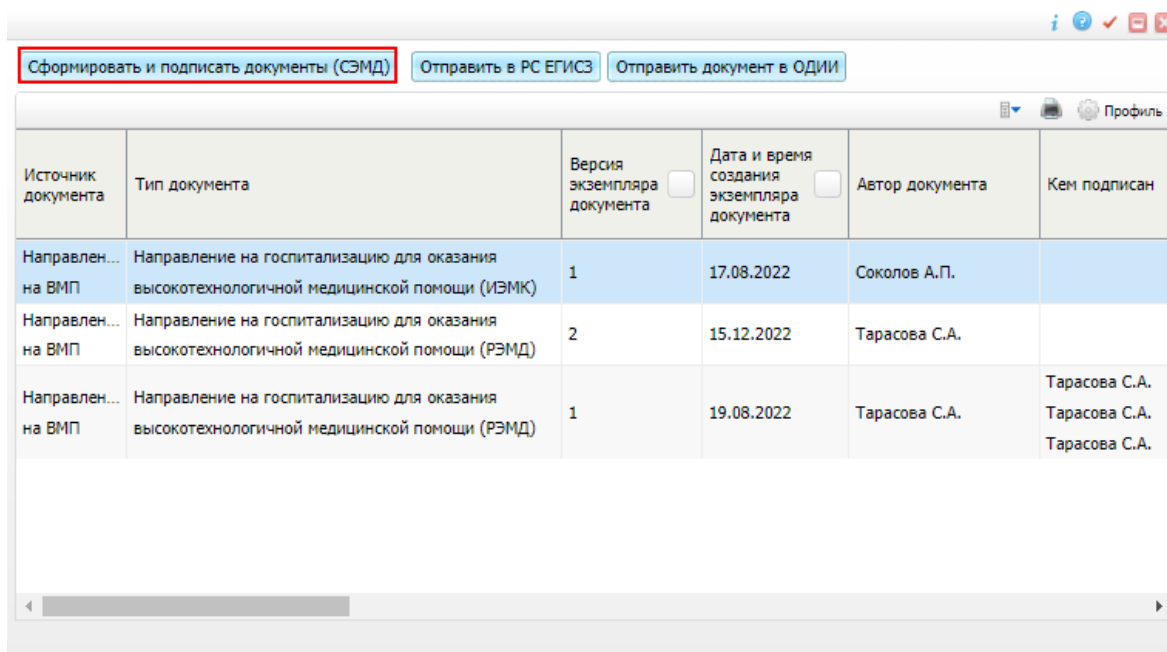 Сформировать и подписать документы (СЭМД) Отправить в РС ЕГИСЗ Отправить документ в ОДИИ
Профиль
Источник документа Тип документа Версия экземпляра документа Дата и время создания экземпляра документа Автор документа Кем подписан
Направлен... Направление на госпитализацию для оказания
на ВМП высокотехнологичной медицинской помощи (ИЭМК) 1 17.08.2022 Соколов А.П.
Направлен... Направление на госпитализацию для оказания
на ВМП высокотехнологичной медицинской помощи (РЭМД) 2 15.12.2022 Тарасова С.А.
Направлен... Направление на госпитализацию для оказания
на ВМП высокотехнологичной медицинской помощи (РЭМД) 1 19.08.2022 Тарасова С.А.
Тарасова С.А.
Тарасова С.А.
Тарасова С.А.